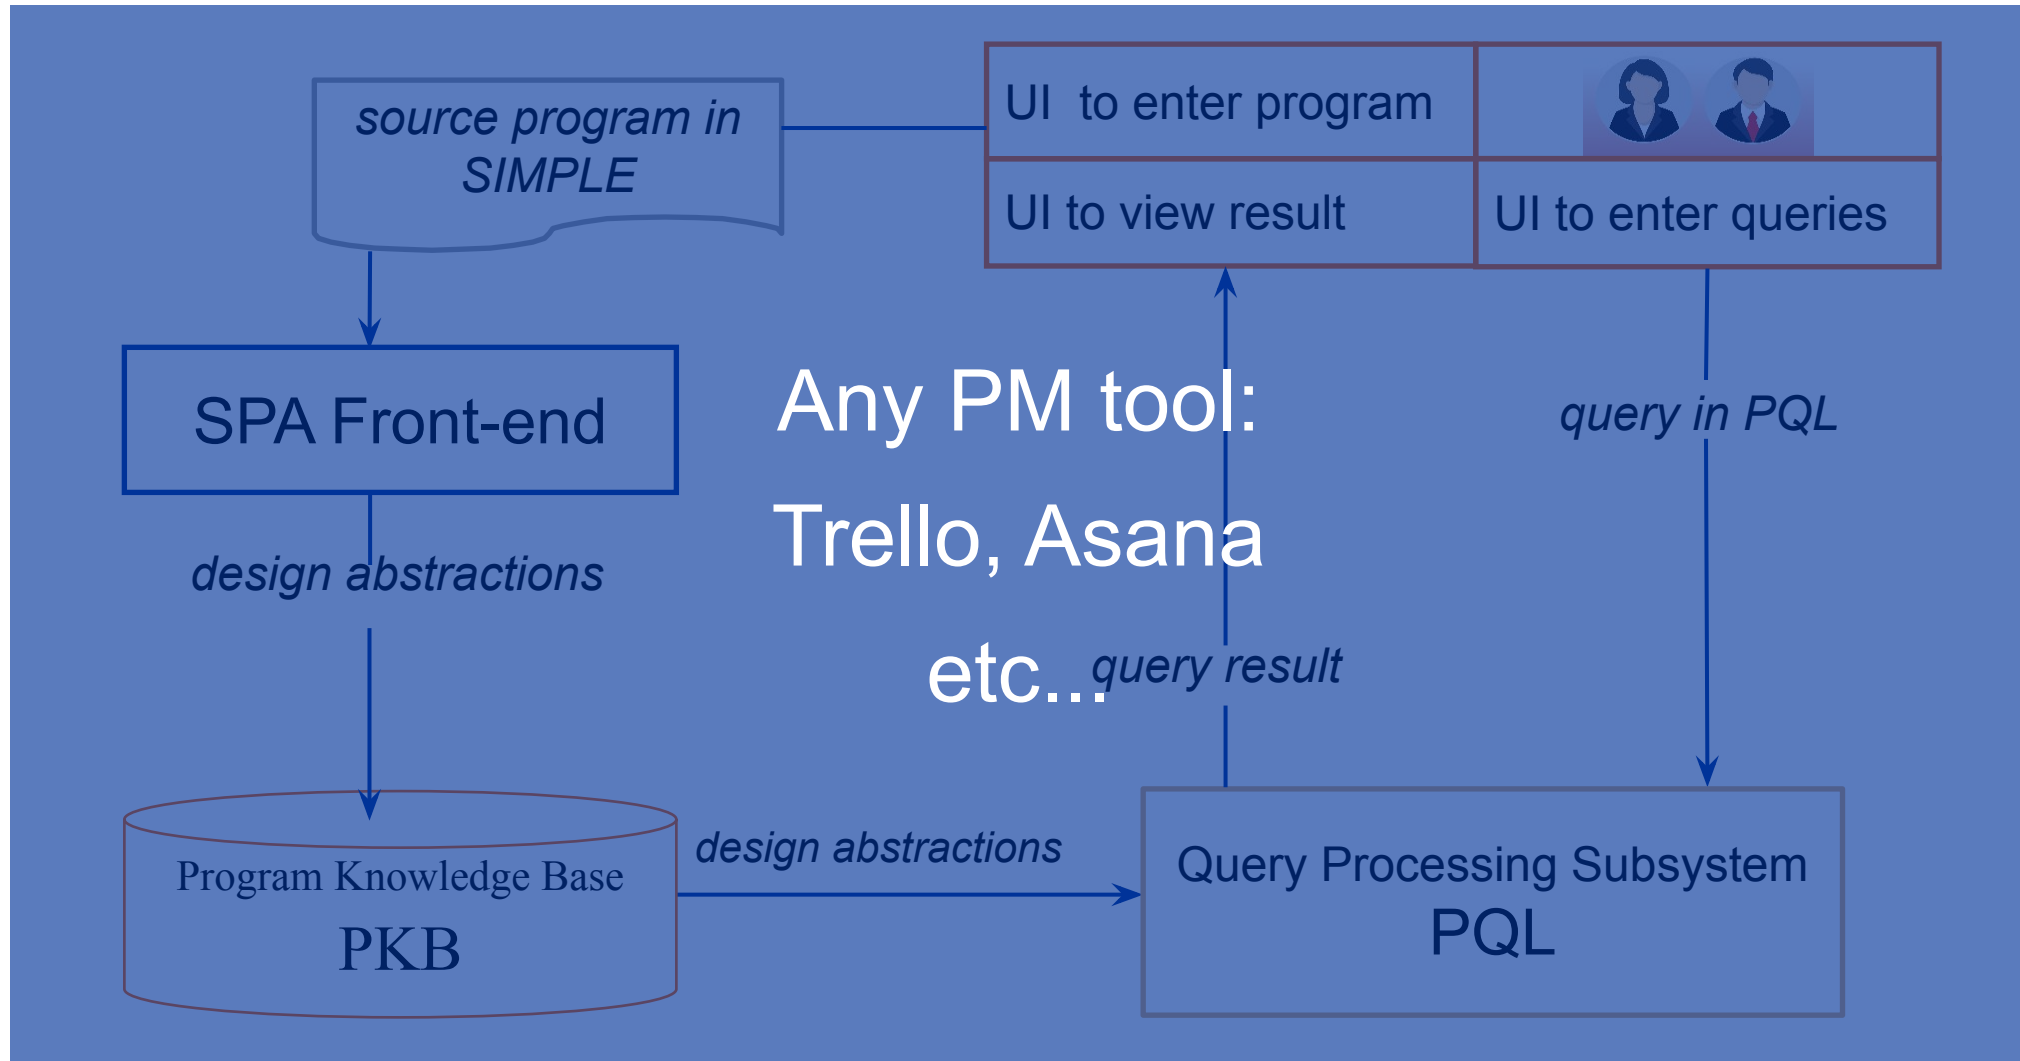 source program in
SIMPLE
UI to enter program
UI to view result
UI to enter queries
SPA Front-end
Any PM tool:
Trello, Asana
etc...
query in PQL
design abstractions
query result
Program Knowledge Base
PKB
design abstractions
Query Processing Subsystem
PQL